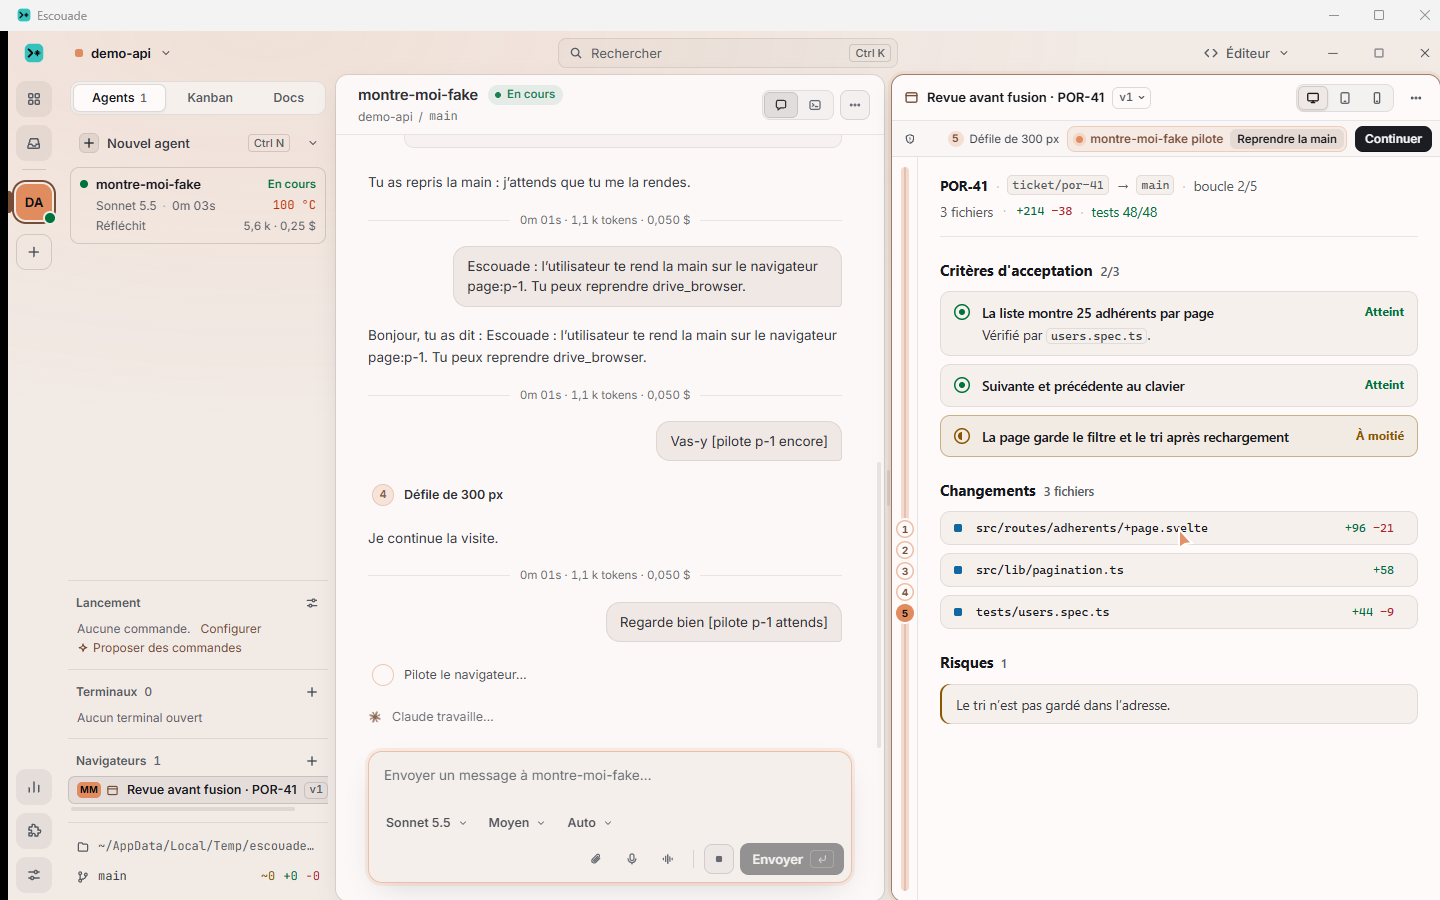 Escouade
demo-api
Rechercher
Ctrl K
Éditeur
Agents 1
Kanban
Docs
Nouvel agent
Ctrl N
montre-moi-fake
En cours
Sonnet 5.5 · 0m 03s
100 °C
Réfléchit
5,6 k · 0,25 $
DA
Lancement
Aucune commande. Configurer
Proposer des commandes
Terminaux 0
Aucun terminal ouvert
Navigateurs 1
MM
Revue avant fusion · POR-41
v1
~/AppData/Local/Temp/escouade…
main
~0 +0 -0
montre-moi-fake
En cours
demo-api / main
Tu as repris la main : j’attends que tu me la rendes.
0m 01s · 1,1 k tokens · 0,050 $
Escouade : l’utilisateur te rend la main sur le navigateur
page:p-1. Tu peux reprendre drive_browser.
Bonjour, tu as dit : Escouade : l’utilisateur te rend la main sur le navigateur
page:p-1. Tu peux reprendre drive_browser.
0m 01s · 1,1 k tokens · 0,050 $
Vas-y [pilote p-1 encore]
4
Défile de 300 px
Je continue la visite.
0m 01s · 1,1 k tokens · 0,050 $
Regarde bien [pilote p-1 attends]
Pilote le navigateur…
Claude travaille…
Envoyer un message à montre-moi-fake…
Sonnet 5.5
Moyen
Auto
Envoyer
Revue avant fusion · POR-41
v1
5 Défile de 300 px
montre-moi-fake pilote
Reprendre la main
Continuer
POR-41 · ticket/por-41 → main · boucle 2/5
3 fichiers · +214 −38 · tests 48/48
Critères d'acceptation 2/3
La liste montre 25 adhérents par page
Atteint
Vérifié par users.spec.ts.
Suivante et précédente au clavier
Atteint
La page garde le filtre et le tri après rechargement
À moitié
Changements 3 fichiers
src/routes/adherents/+page.svelte
+96 −21
src/lib/pagination.ts
+58
tests/users.spec.ts
+44 −9
1
2
3
4
5
Risques 1
Le tri n’est pas gardé dans l’adresse.